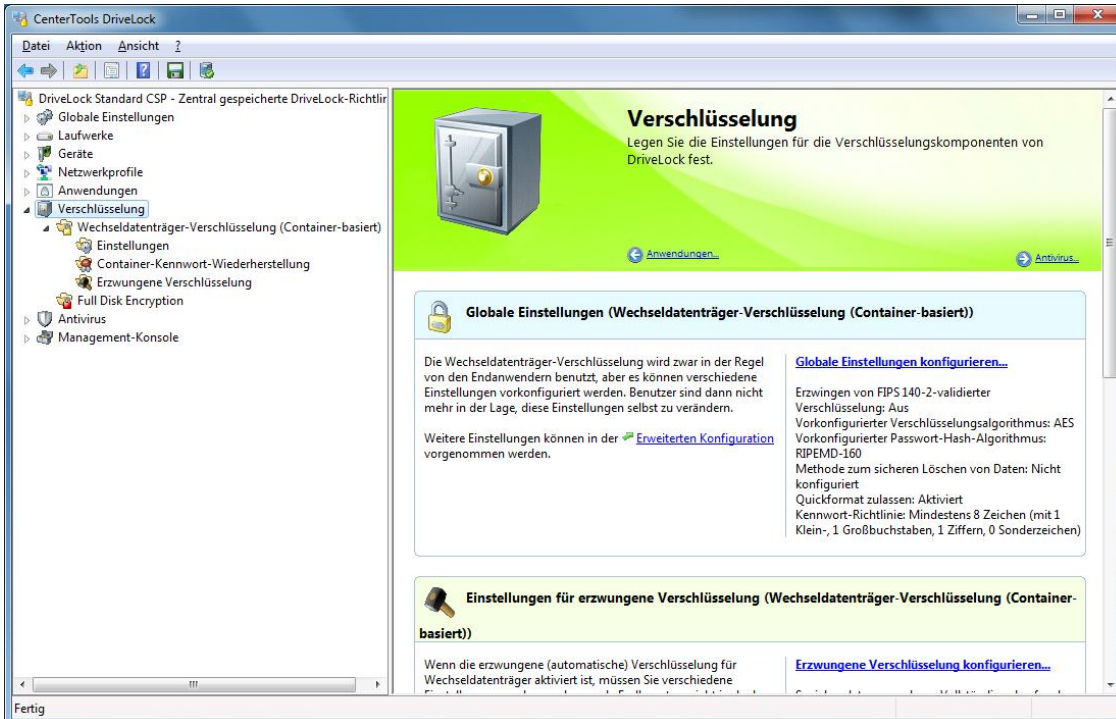 CenterTools DriveLock
Datei Aktion Ansicht ?
DriveLock Standard CSP - Zentral gespeicherte DriveLock-Richtlir
Globale Einstellungen
Laufwerke
Geräte
Netzwerkprofile
Anwendungen
Verschlüsselung
Wechseldatenträger-Verschlüsselung (Container-basiert)
Einstellungen
Container-Kennwort-Wiederherstellung
Erzwungene Verschlüsselung
Full Disk Encryption
Antivirus
Management-Konsole
Verschlüsselung
Legen Sie die Einstellungen für die Verschlüsselungskomponenten von
DriveLock fest.
Anwendungen...
Antivirus...
Globale Einstellungen (Wechseldatenträger-Verschlüsselung (Container-basiert))
Die Wechseldatenträger-Verschlüsselung wird zwar in der Regel
von den Endanwendern benutzt, aber es können verschiedene
Einstellungen vorkonfiguriert werden. Benutzer sind dann nicht
mehr in der Lage, diese Einstellungen selbst zu verändern.
Weitere Einstellungen können in der Erweiterten Konfiguration
vorgenommen werden.
Globale Einstellungen konfigurieren...
Erzwingen von FIPS 140-2-validierter
Verschlüsselung: Aus
Vorkonfigurierter Verschlüsselungsalgorithmus: AES
Vorkonfigurierter Passwort-Hash-Algorithmus:
RIPEMD-160
Methode zum sicheren Löschen von Daten: Nicht
konfiguriert
Quickformat zulassen: Aktiviert
Kennwort-Richtlinie: Mindestens 8 Zeichen (mit 1
Klein-, 1 Großbuchstaben, 1 Ziffern, 0 Sonderzeichen)
Einstellungen für erzwungene Verschlüsselung (Wechseldatenträger-Verschlüsselung (Container-
basiert))
Wenn die erzwungene (automatische) Verschlüsselung für
Wechseldatenträger aktiviert ist, müssen Sie verschiedene
Erzwungene Verschlüsselung konfigurieren...
Fertig